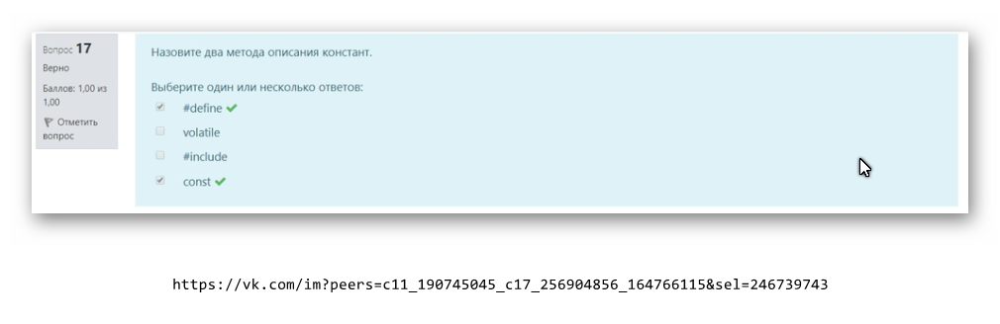 Вопрос 17
Верно
Баллов: 1,00 из
1,00
Отметить
вопрос
Назовите два метода описания констант.
Выберите один или несколько ответов:
#define
volatile
#include
const
https://vk.com/im?peers=c11_190745045_c17_256904856_164766115&sel=246739743